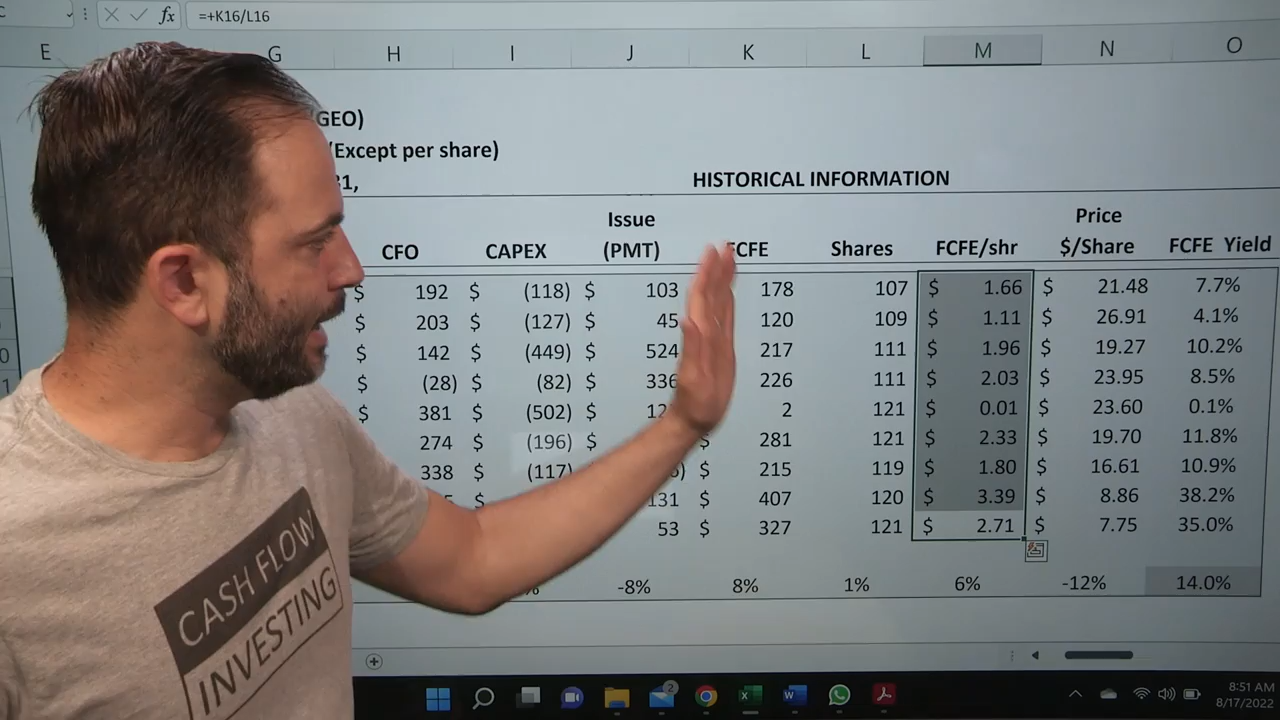 =+K16/L16
E G H I J K L M N O
GEO)
(Except per share)
31,
HISTORICAL INFORMATION
Issue Price
CFO CAPEX (PMT) FCFE Shares FCFE/shr $/Share FCFE Yield
$ 192 $ (118) $ 103 178 107 $ 1.66 $ 21.48 7.7%
$ 203 $ (127) $ 45 120 109 $ 1.11 $ 26.91 4.1%
$ 142 $ (449) $ 524 217 111 $ 1.96 $ 19.27 10.2%
$ (28) $ (82) $ 336 226 111 $ 2.03 $ 23.95 8.5%
$ 381 $ (502) $ 2 121 $ 0.01 $ 23.60 0.1%
274 $ (196) $ $ 281 121 $ 2.33 $ 19.70 11.8%
338 $ (117) $ 215 119 $ 1.80 $ 16.61 10.9%
131 $ 407 120 $ 3.39 $ 8.86 38.2%
53 $ 327 121 $ 2.71 $ 7.75 35.0%
% -8% 8% 1% 6% -12% 14.0%
CASH FLOW
INVESTING
2
8:51 AM
8/17/2022